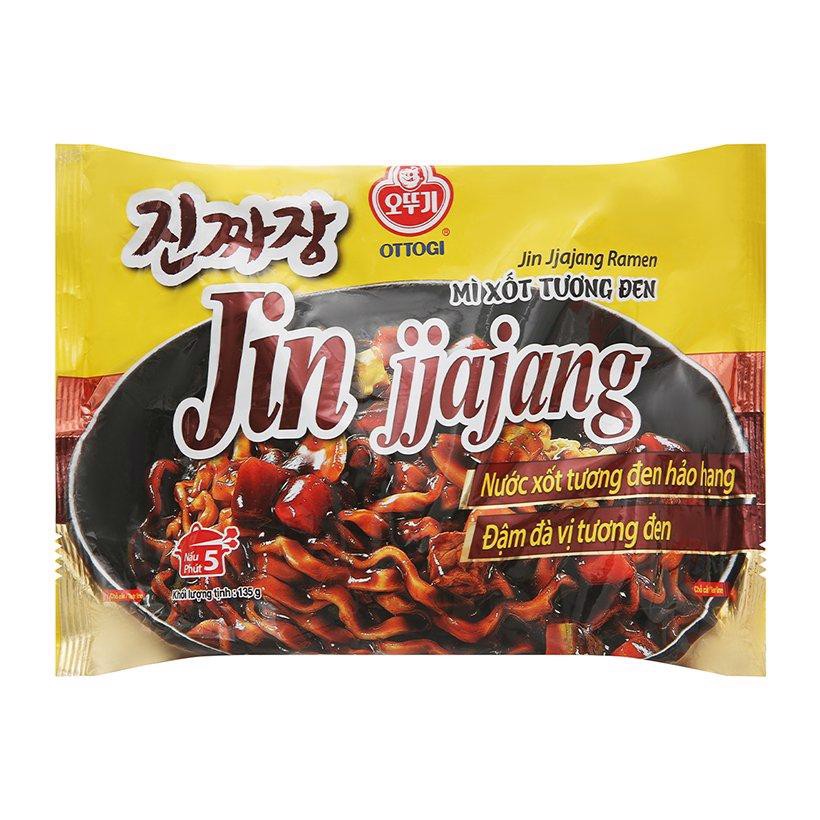 오뚜기
OTTOGI
진짜장
Jin Jjajang Ramen
MÌ XỐT TƯƠNG ĐEN
Jin jjajang
Nước xốt tương đen hảo hạng
Đậm đà vị tương đen
Nấu
Phút 5
Khối lượng tịnh : 135 g